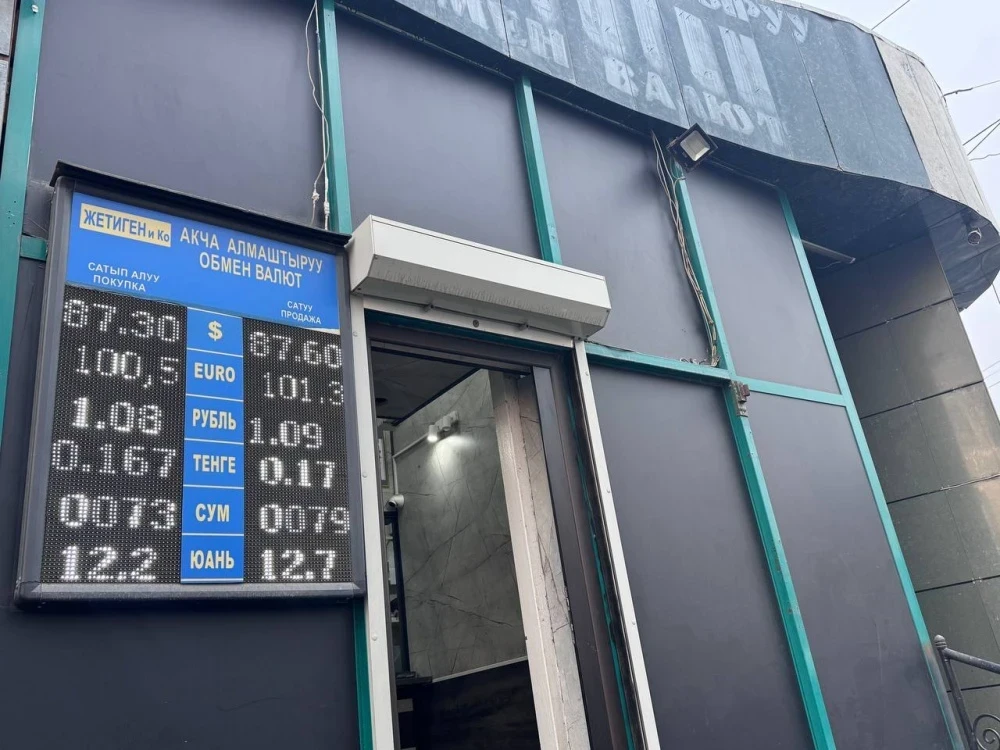 ОБМЕН ВАЛЮТ
ЖЕТИГЕН и Ко
АКЧА АЛМАШТЫРУУ
ОБМЕН ВАЛЮТ
САТЫП АЛУУ
ПОКУПКА
САТУУ
ПРОДАЖА
87.30 $ 87.60
100,5 EURO 101.3
1.08 РУБЛЬ 1.09
0.167 ТЕНГЕ 0.17
0073 СУМ 0079
12.2 ЮАНЬ 12.7